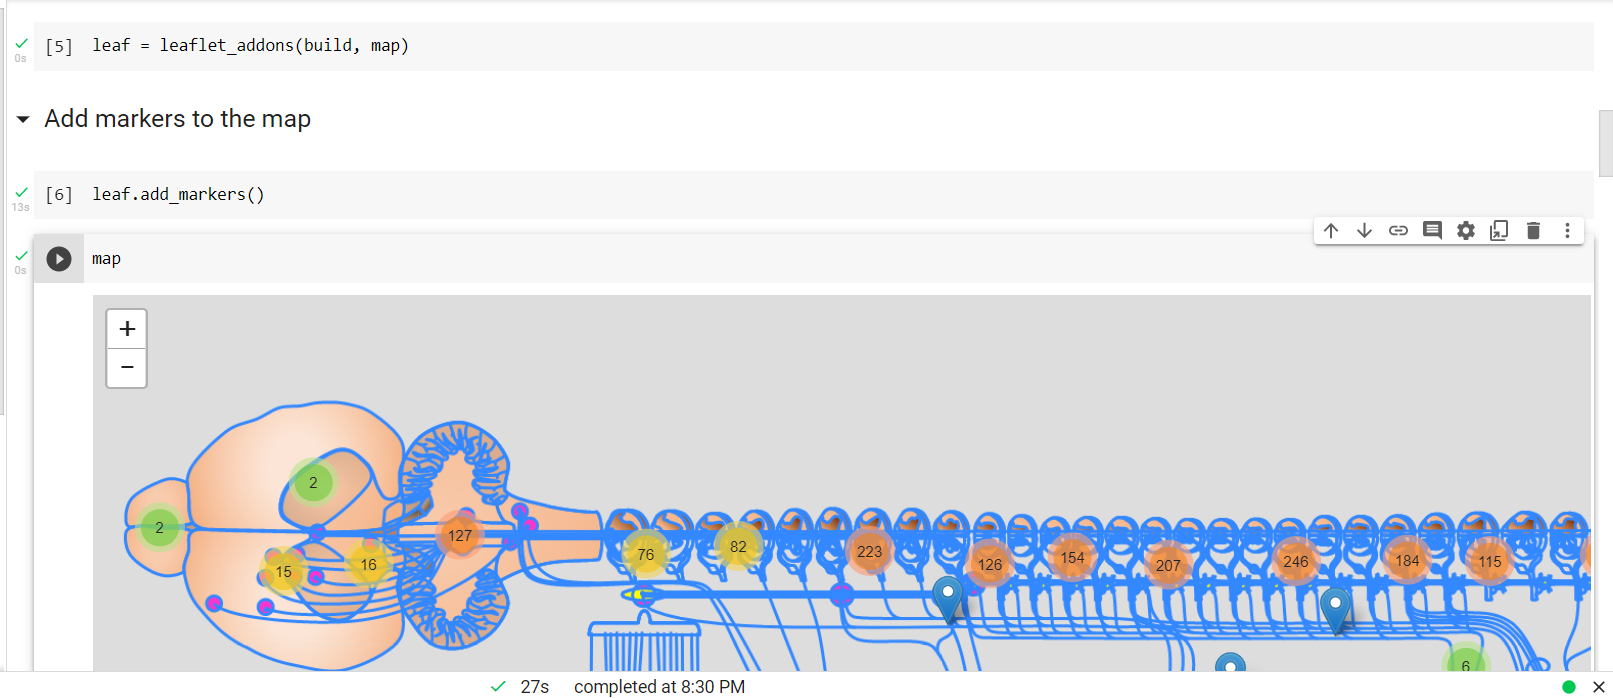 [5] leaf = leaflet_addons(build, map)
0s
Add markers to the map
[6] leaf.add_markers()
13s
map
0s
+
−
2
2
127
15
16
76
82
223
126
154
207
246
184
115
6
27s completed at 8:30 PM